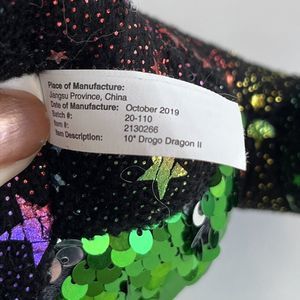 Place of Manufacture:
Jangsu Province, China
Date of Manufacture: October 2019
Batch #: 20-110
Item #: 2130266
Item Description: 10" Drogo Dragon II